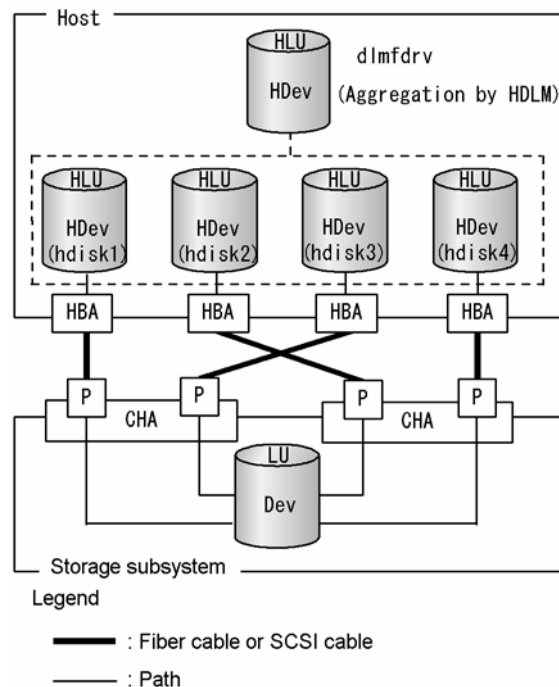 Host
HLU
dlmfdrv
HDev
(Aggregation by HDLM)
HLU HLU HLU HLU
HDev HDev HDev HDev
(hdisk1) (hdisk2) (hdisk3) (hdisk4)
HBA HBA HBA HBA
P P P P
CHA CHA
LU
Dev
Storage subsystem
Legend
: Fiber cable or SCSI cable
: Path